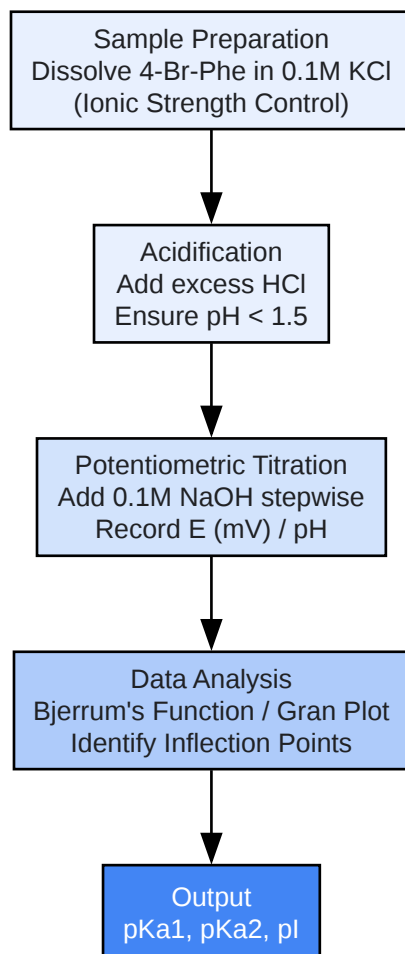 Sample Preparation
Dissolve 4-Br-Phe in 0.1M KCl
(Ionic Strength Control)
Acidification
Add excess HCl
Ensure pH < 1.5
Potentiometric Titration
Add 0.1M NaOH stepwise
Record E (mV) / pH
Data Analysis
Bjerrum's Function / Gran Plot
Identify Inflection Points
Output
pKa1, pKa2, pI